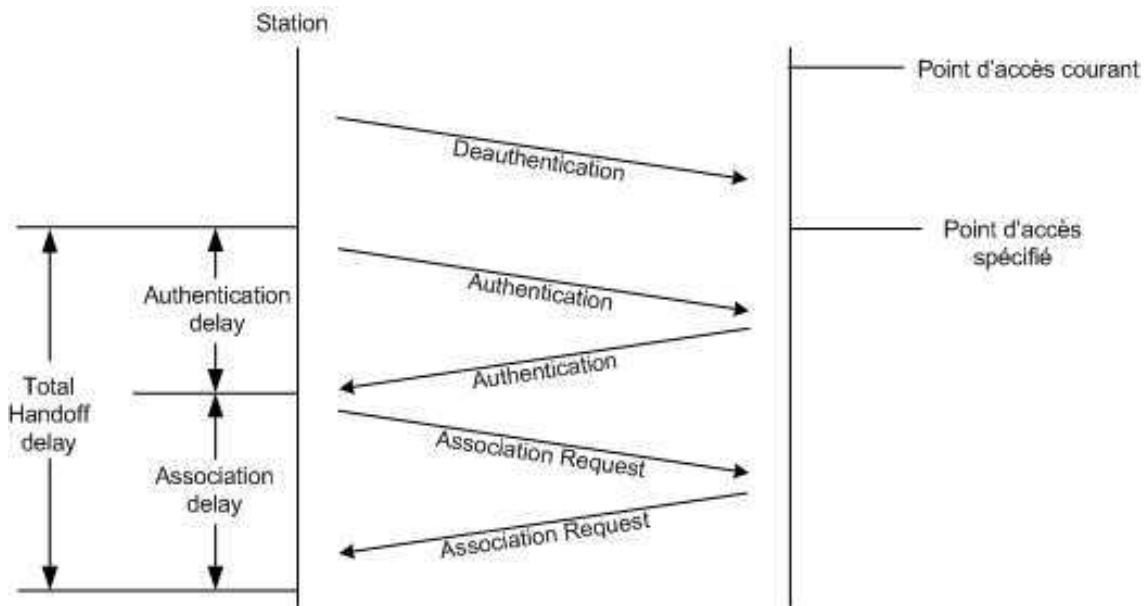 Station
Point d'accès courant
Deauthentication
Point d'accès
spécifié
Authentication
Authentication
delay
Authentication
Total
Handoff
delay
Association Request
Association
delay
Association Request